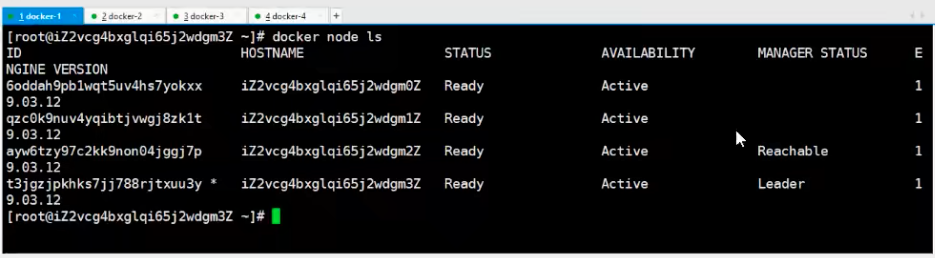 1 docker-1 2 docker-2 3 docker-3 4 docker-4 +
[root@iZ2vcg4bxglqi65j2wdgm3Z ~]# docker node ls
ID HOSTNAME STATUS AVAILABILITY MANAGER STATUS E
NGINE VERSION
6oddah9pb1wqt5uv4hs7yokxx iZ2vcg4bxglqi65j2wdgm0Z Ready Active 1
9.03.12
qzc0k9nuv4yqibtjvwgj8zk1t iZ2vcg4bxglqi65j2wdgm1Z Ready Active 1
9.03.12
ayw6tzy97c2kk9non04jggj7p iZ2vcg4bxglqi65j2wdgm2Z Ready Active Reachable 1
9.03.12
t3jgzjpkhks7jj788rjtxuu3y * iZ2vcg4bxglqi65j2wdgm3Z Ready Active Leader 1
9.03.12
[root@iZ2vcg4bxglqi65j2wdgm3Z ~]#